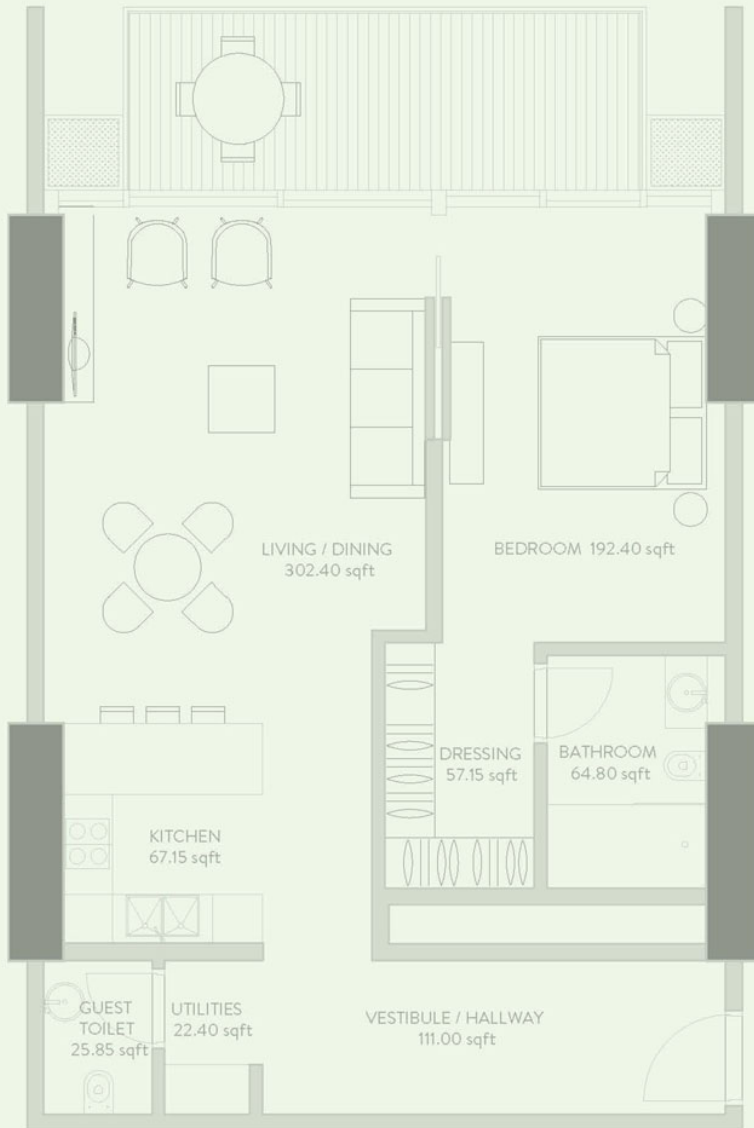 LIVING / DINING
302.40 sqft
BEDROOM 192.40 sqft
DRESSING
57.15 sqft
BATHROOM
64.80 sqft
KITCHEN
67.15 sqft
GUEST
TOILET
25.85 sqft
UTILITIES
22.40 sqft
VESTIBULE / HALLWAY
111.00 sqft